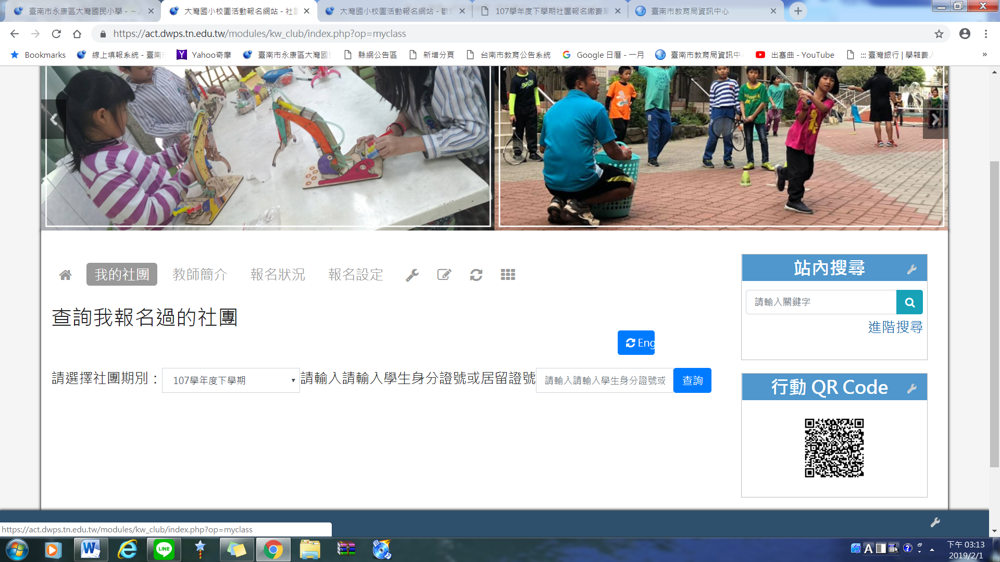 臺南市永康區大灣國民小學 - ~
大灣國小校園活動報名網站 - 社團
大灣國小校園活動報名網站 - 歡迎
107學年度下學期社團報名繳費單
臺南市教育局資訊中心
https://act.dwps.tn.edu.tw/modules/kw_club/index.php?op=myclass
Bookmarks
線上填報系統 - 臺南市
Yahoo奇摩
臺南市永康區大灣國
縣網公告區
新增分頁
台南市教育公告系統
Google 日曆 - 一月
臺南市教育局資訊中
出塞曲 - YouTube
::: 臺灣銀行 | 學雜費
»
我的社團
教師簡介
報名狀況
報名設定
查詢我報名過的社團
Eng
請選擇社團期別：
107學年度下學期
請輸入請輸入學生身分證號或居留證號
請輸入請輸入學生身分證號或
查詢
站內搜尋
請輸入關鍵字
進階搜尋
行動 QR Code
https://act.dwps.tn.edu.tw/modules/kw_club/index.php?op=myclass
LINE
A
下午 03:13
2019/2/1